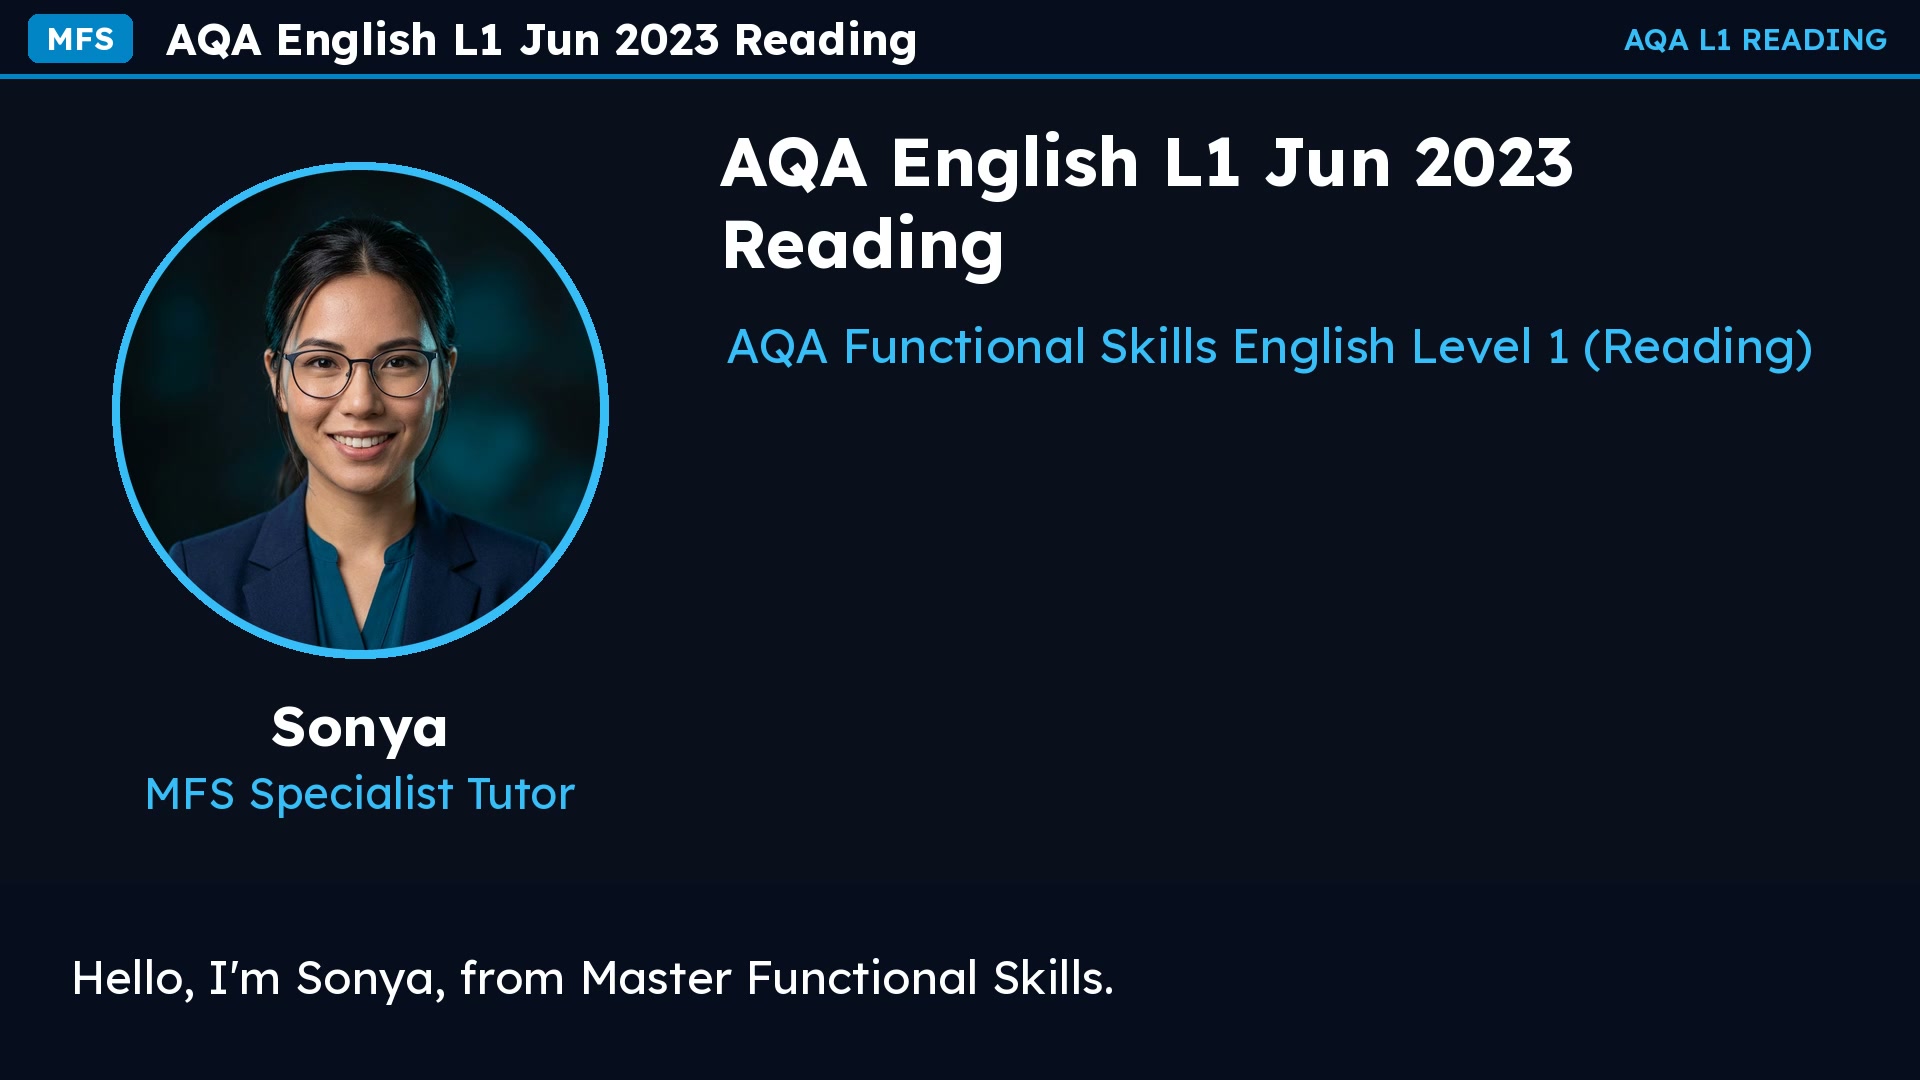 MFS
AQA English L1 Jun 2023 Reading
AQA L1 READING
AQA English L1 Jun 2023
Reading
AQA Functional Skills English Level 1 (Reading)
Sonya
MFS Specialist Tutor
Hello, I'm Sonya, from Master Functional Skills.